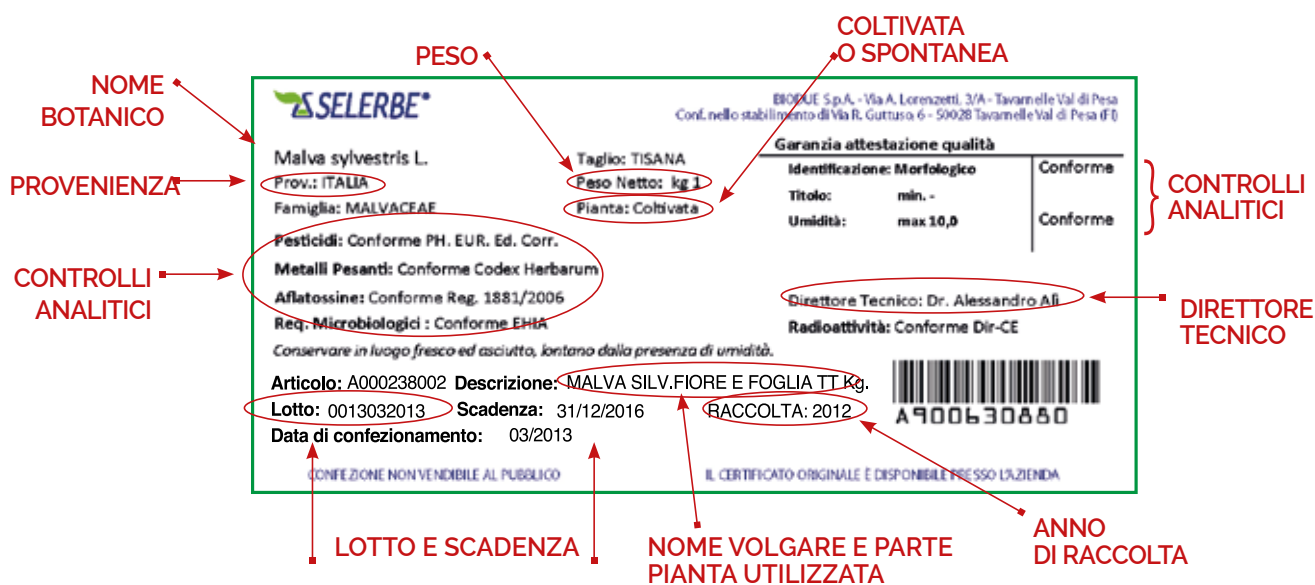 COLTIVATA
O SPONTANEA
PESO
NOME
BOTANICO
SELERBE®
BIODUE S.p.A. - Via A. Lorenzetti, 3/A - Tavarnelle Val di Pesa
Conf. nello stabilimento di Via R. Guttuso, 6 - 50028 Tavarnelle Val di Pesa (FI)
Garanzia attestazione qualità
Malva sylvestris L.
Taglio: TISANA
Identificazione: Morfologico Conforme
PROVENIENZA
Prov.: ITALIA
Peso Netto: kg 1
Titolo: min. -
CONTROLLI
ANALITICI
Famiglia: MALVACEAE
Pianta: Coltivata
Umidità: max 10,0 Conforme
Pesticidi: Conforme PH. EUR. Ed. Corr.
Metalli Pesanti: Conforme Codex Herbarum
CONTROLLI
ANALITICI
Aflatossine: Conforme Reg. 1881/2006
Direttore Tecnico: Dr. Alessandro Alì
DIRETTORE
TECNICO
Req. Microbiologici : Conforme EHIA
Radioattività: Conforme Dir-CE
Conservare in luogo fresco ed asciutto, lontano dalla presenza di umidità.
Articolo: A000238002 Descrizione: MALVA SILV.FIORE E FOGLIA TT Kg.
Lotto: 0013032013 Scadenza: 31/12/2016 RACCOLTA: 2012
A900630880
Data di confezionamento: 03/2013
CONFEZIONE NON VENDIBILE AL PUBBLICO
IL CERTIFICATO ORIGINALE È DISPONIBILE PRESSO L'AZIENDA
LOTTO E SCADENZA
NOME VOLGARE E PARTE
PIANTA UTILIZZATA
ANNO
DI RACCOLTA